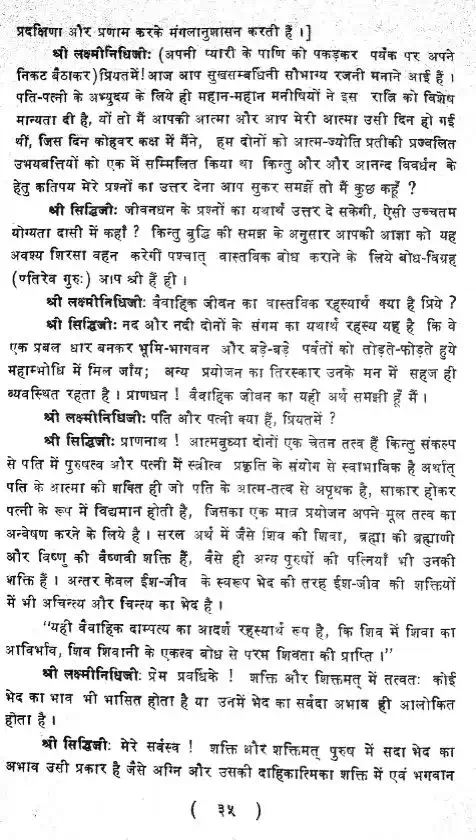 प्रदक्षिणा और प्रणाम करके मंगलानुशासन करती हैं ।]
श्री लक्ष्मीनिधिजीः (अपनी प्यारी के पाणि को पकड़कर पर्यंक पर अपने
निकट बैठाकर) प्रियतमें! आज आप सुखसम्बधिनी सौभाग्य रजनी मनाने आई हैं ।
पति-पत्नी के अभ्युदय के लिये ही महान-महान मनीषियों ने इस रात्रि को विशेष
मान्यता दी है, यों तो मैं आपकी आत्मा और आप मेरी आत्मा उसी दिन हो गई
थीं, जिस दिन कोहवर कक्ष में मैंने, हम दोनों को आत्म-ज्योति प्रतीकी प्रज्वलित
उभयबत्तियों को एक में सम्मिलित किया था किन्तु और और आनन्द विवर्धन के
हेतु कतिपय मेरे प्रश्नों का उत्तर देना आप सुकर समझें तो मैं कुछ कहूँ ?
श्री सिद्धिजीः जीवनधन के प्रश्नों का यथार्थ उत्तर दे सकेगी, ऐसी उच्चतम
योग्यता दासी में कहाँ ? किन्तु बुद्धि की समझ के अनुसार आपकी आज्ञा को यह
अवश्य शिरसा वहन करेगीं पश्चात् वास्तविक बोध कराने के लिये बोध-विग्रह
(पतिरेव गुरुः) आप श्री हैं ही ।
श्री लक्ष्मीनिधिजीः वैवाहिक जीवन का वास्तविक रहस्यार्थ क्या है प्रिये ?
श्री सिद्धिजीः नद और नदी दोनों के संगम का यथार्थ रहस्य यह है कि वे
एक प्रबल धार बनकर भूमि-भागवन और बड़े-बड़े पर्वतों को तोड़ते-फोड़ते हुये
महाम्भोधि में मिल जाँय; अन्य प्रयोजन का तिरस्कार उनके मन में सहज ही
व्यवस्थित रहता है । प्राणधन ! वैवाहिक जीवन का यही अर्थ समझी हूँ मैं ।
श्री लक्ष्मीनिधिजीः पति और पत्नी क्या हैं, प्रियतमें ?
श्री सिद्धिजीः प्राणनाथ ! आत्मबुध्या दोनों एक चेतन तत्व हैं किन्तु संकल्प
से पति में पुरुषत्व और पत्नी में स्त्रीत्व प्रकृति के संयोग से स्वाभाविक है अर्थात्
पति के आत्मा की शक्ति ही जो पति के आत्म-तत्व से अपृथक है, साकार होकर
पत्नी के रूप में विद्यमान होती है, जिसका एक मात्र प्रयोजन अपने मूल तत्व का
अन्वेषण करने के लिये है । सरल अर्थ में जैसे शिव की शिवा, ब्रह्मा की ब्रह्माणी
और विष्णु की वैष्णवी शक्ति हैं, वैसे ही अन्य पुरुषों की पत्नियाँ भी उनकी
शक्ति हैं । अन्तर केवल ईश-जीव के स्वरूप भेद की तरह ईश-जीव की शक्तियों
में भी अचिन्त्य और चिन्त्य का भेद है ।
"यही वैवाहिक दाम्पत्य का आदर्श रहस्यार्थ रूप है, कि शिव में शिवा का
आविर्भाव, शिव शिवानी के एकत्व बोध से परम शिवता की प्राप्ति ।"
श्री लक्ष्मीनिधिजीः प्रेम प्रवर्धिके ! शक्ति और शक्तिमत् में तत्वतः कोई
भेद का भाव भी भासित होता है या उनमें भेद का सर्वदा अभाव ही आलोकित
होता है ।
श्री सिद्धिजीः मेरे सर्वस्व ! शक्ति और शक्तिमत् पुरुष में सदा भेद का
अभाव उसी प्रकार है जैसे अग्नि और उसकी दाहिकात्मिका शक्ति में एवं भगवान
( ३५ )